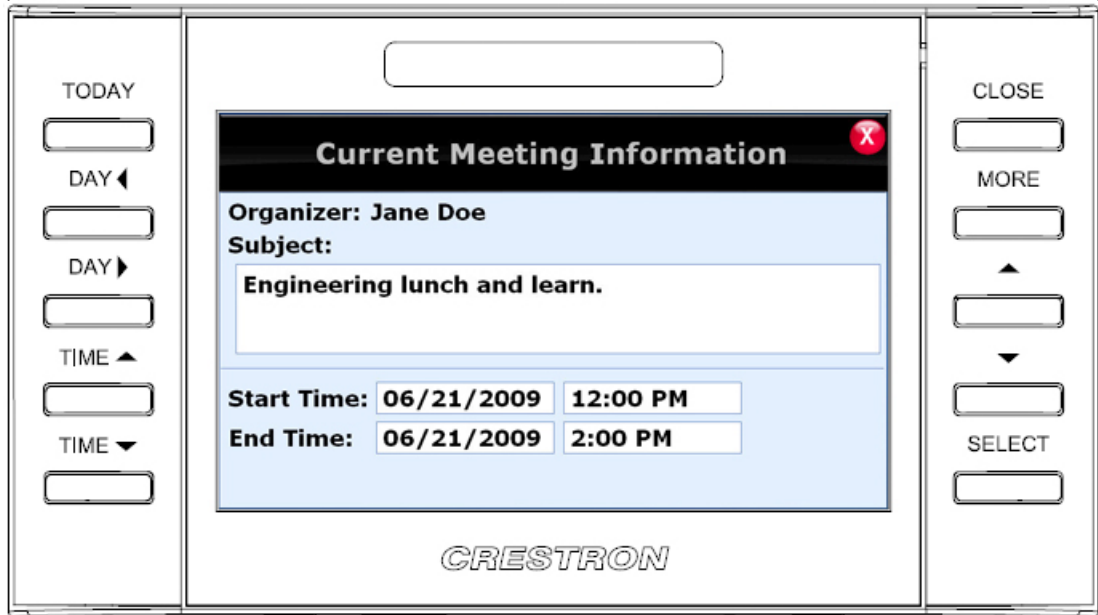 TODAY
DAY ◀
DAY ▶
TIME ▲
TIME ▼
X
Current Meeting Information
Organizer: Jane Doe
Subject:
Engineering lunch and learn.
Start Time: 06/21/2009 12:00 PM
End Time: 06/21/2009 2:00 PM
CRESTRON
CLOSE
MORE
▲
▼
SELECT